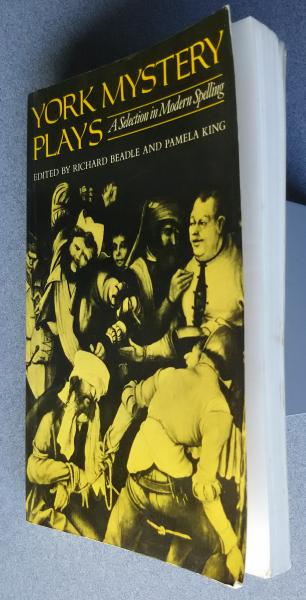 YORK MYSTERY
PLAYS A Selection in Modern Spelling
EDITED BY RICHARD BEADLE AND PAMELA KING